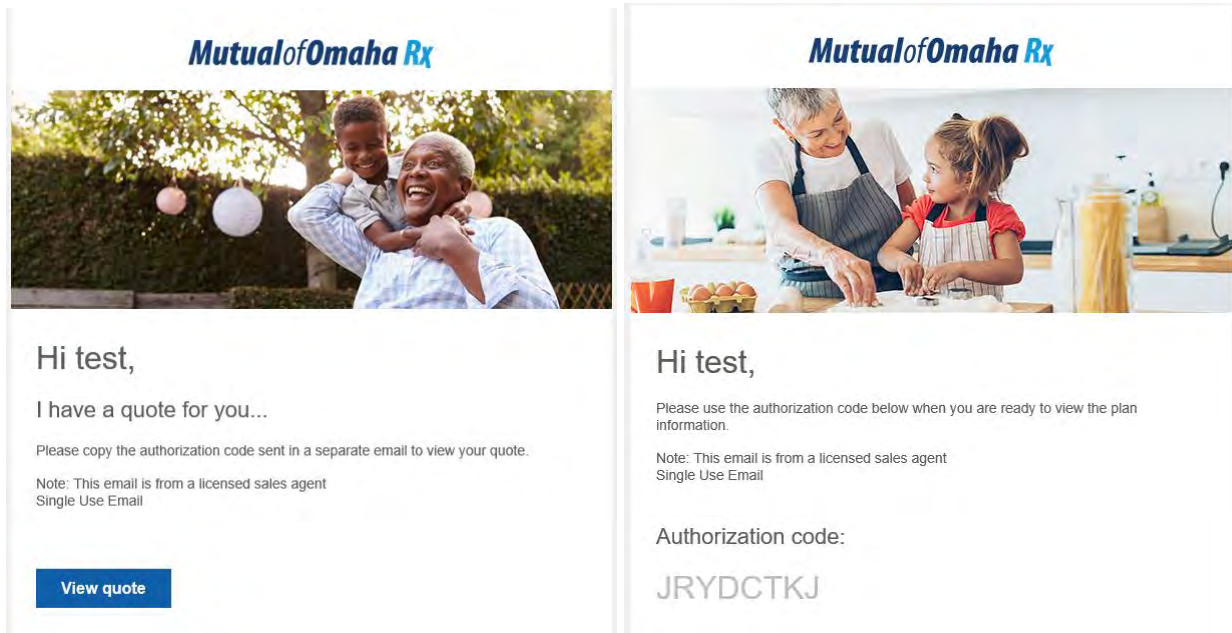 MutualofOmaha Rx
Hi test,
I have a quote for you...
Please copy the authorization code sent in a separate email to view your quote.
Note: This email is from a licensed sales agent
Single Use Email
View quote
MutualofOmaha Rx
Hi test,
Please use the authorization code below when you are ready to view the plan
information.
Note: This email is from a licensed sales agent
Single Use Email
Authorization code:
JRYDCTKJ